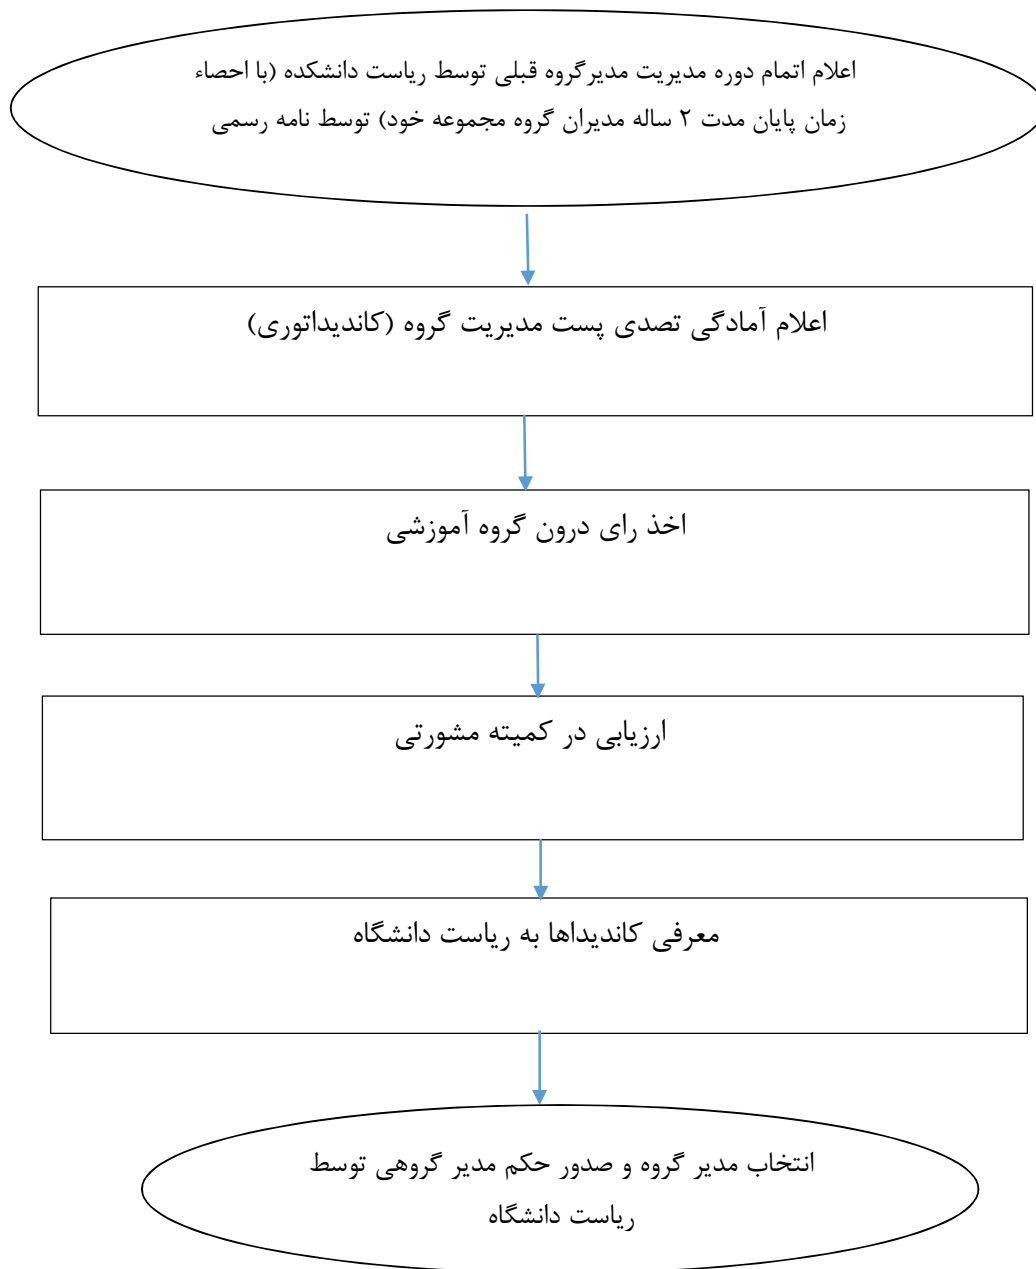 اعلام اتمام دوره مدیریت مدیرگروه قبلی توسط ریاست دانشکده (با احصاء
زمان پایان مدت ۲ ساله مدیران گروه مجموعه خود) توسط نامه رسمی
اعلام آمادگی تصدی پست مدیریت گروه (کاندیداتوری)
اخذ رای درون گروه آموزشی
ارزیابی در کمیته مشورتی
معرفی کاندیداها به ریاست دانشگاه
انتخاب مدیر گروه و صدور حکم مدیر گروهی توسط
ریاست دانشگاه